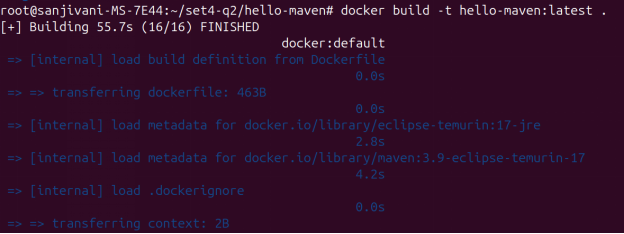 root@sanjivani-MS-7E44:~/set4-q2/hello-maven# docker build -t hello-maven:latest .
[+] Building 55.7s (16/16) FINISHED
docker:default
=> [internal] load build definition from Dockerfile
0.0s
=> => transferring dockerfile: 463B
0.0s
=> [internal] load metadata for docker.io/library/eclipse-temurin:17-jre
2.8s
=> [internal] load metadata for docker.io/library/maven:3.9-eclipse-temurin-17
4.2s
=> [internal] load .dockerignore
0.0s
=> => transferring context: 2B